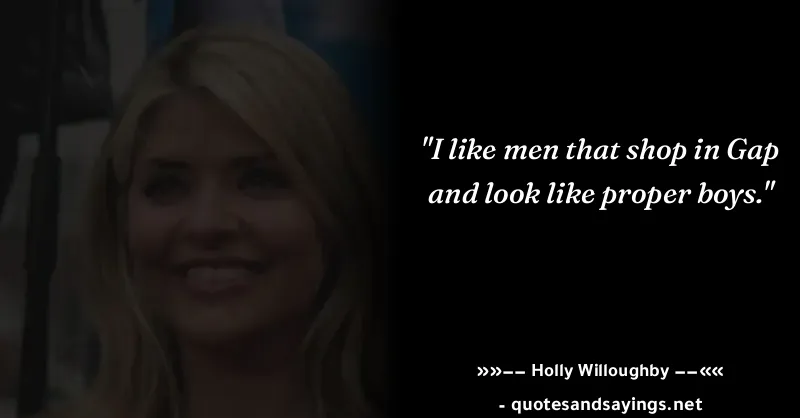 "I like men that shop in Gap
and look like proper boys."
»»–– Holly Willoughby ––««
- quotesandsayings.net